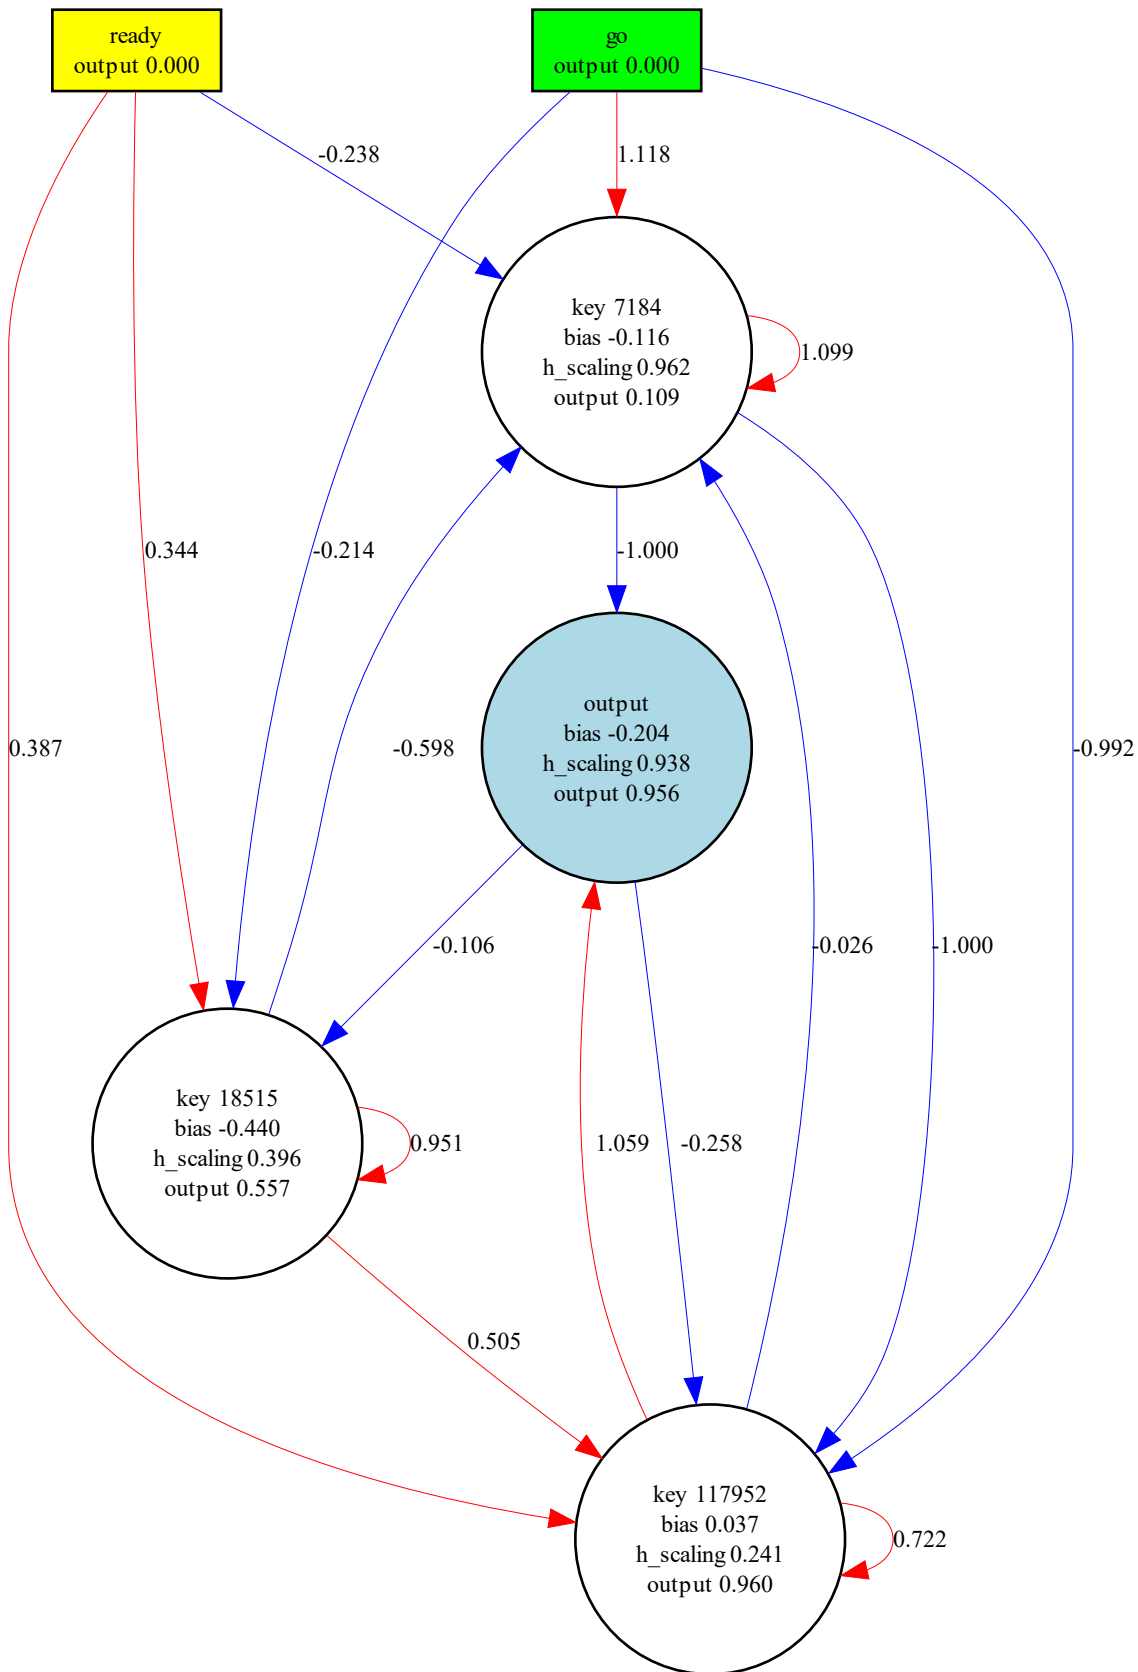 ready
output 0.000
go
output 0.000
-0.238
1.118
key 7184
bias -0.116
h_scaling 0.962
output 0.109
1.099
0.344
-0.214
-1.000
output
bias -0.204
h_scaling 0.938
output 0.956
0.387
-0.598
-0.992
-0.106
-0.026
-1.000
key 18515
bias -0.440
h_scaling 0.396
output 0.557
0.951
1.059
-0.258
0.505
key 117952
bias 0.037
h_scaling 0.241
output 0.960
0.722